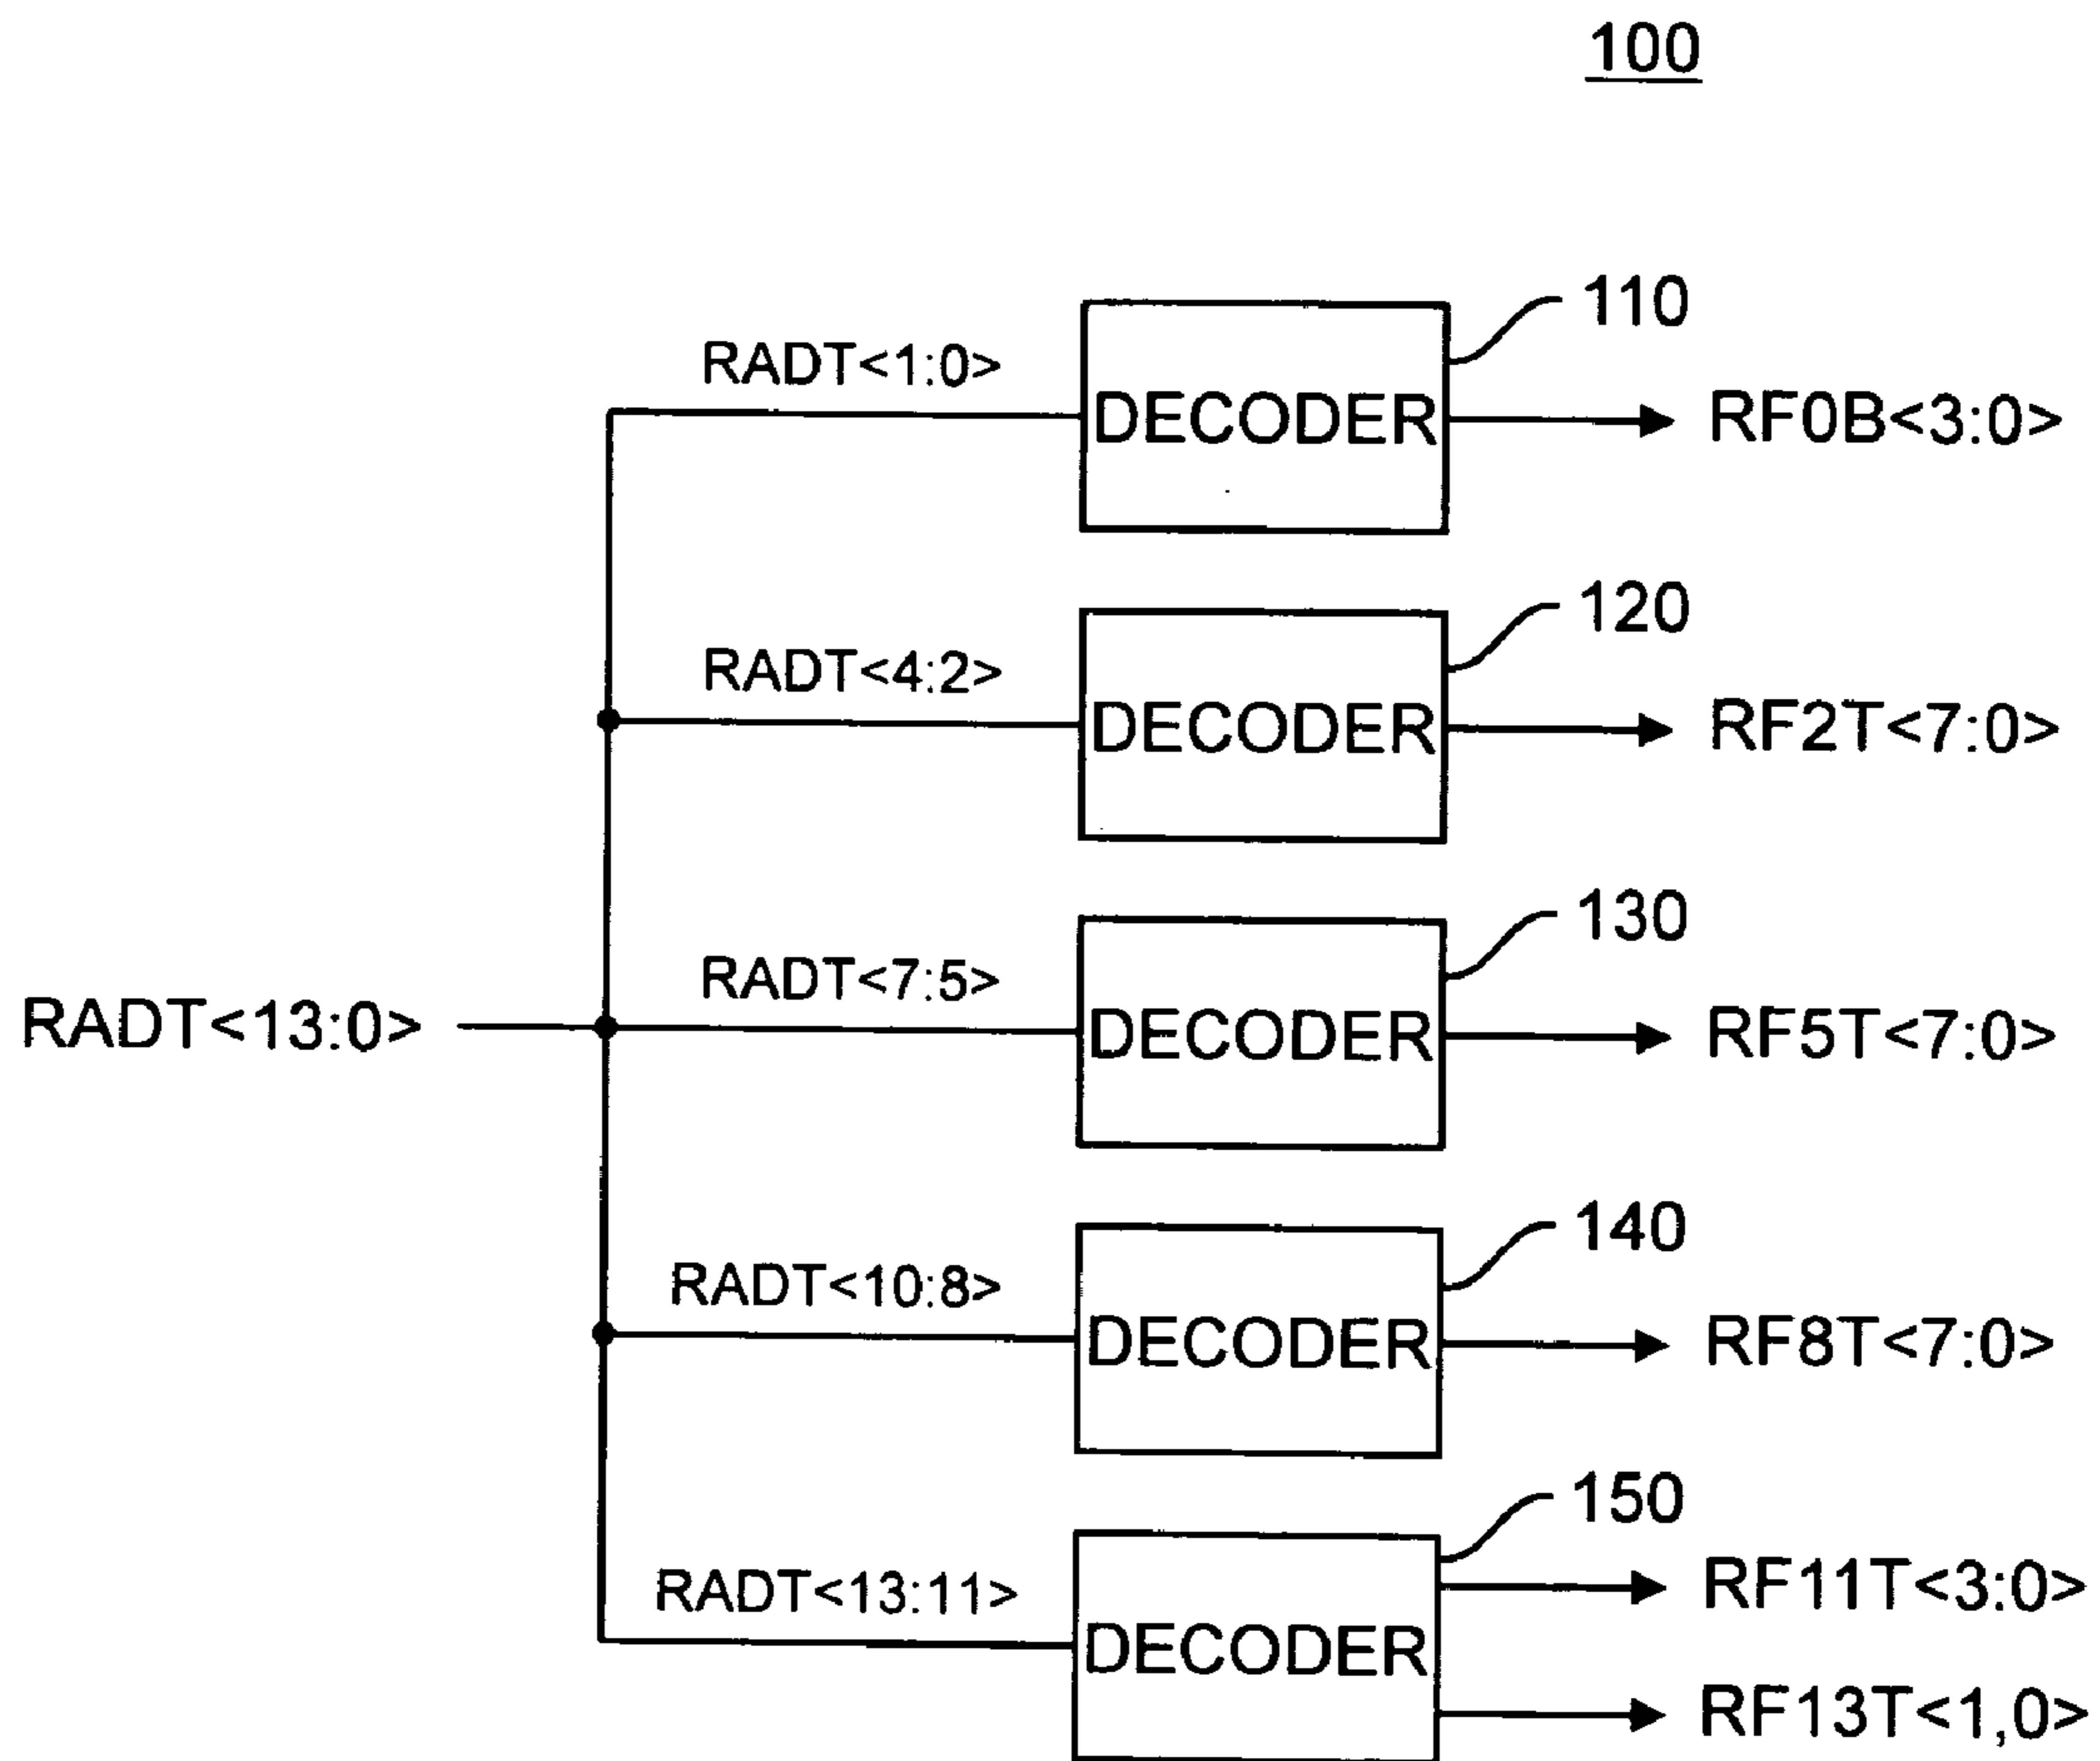 100
110
RADT<1:0>
DECODER
RF0B<3:0>
120
RADT<4:2>
DECODER
RF2T<7:0>
130
RADT<7:5>
RADT<13:0>
DECODER
RF5T<7:0>
140
RADT<10:8>
DECODER
RF8T<7:0>
150
RADT<13:11>
DECODER
RF11T<3:0>
RF13T<1,0>